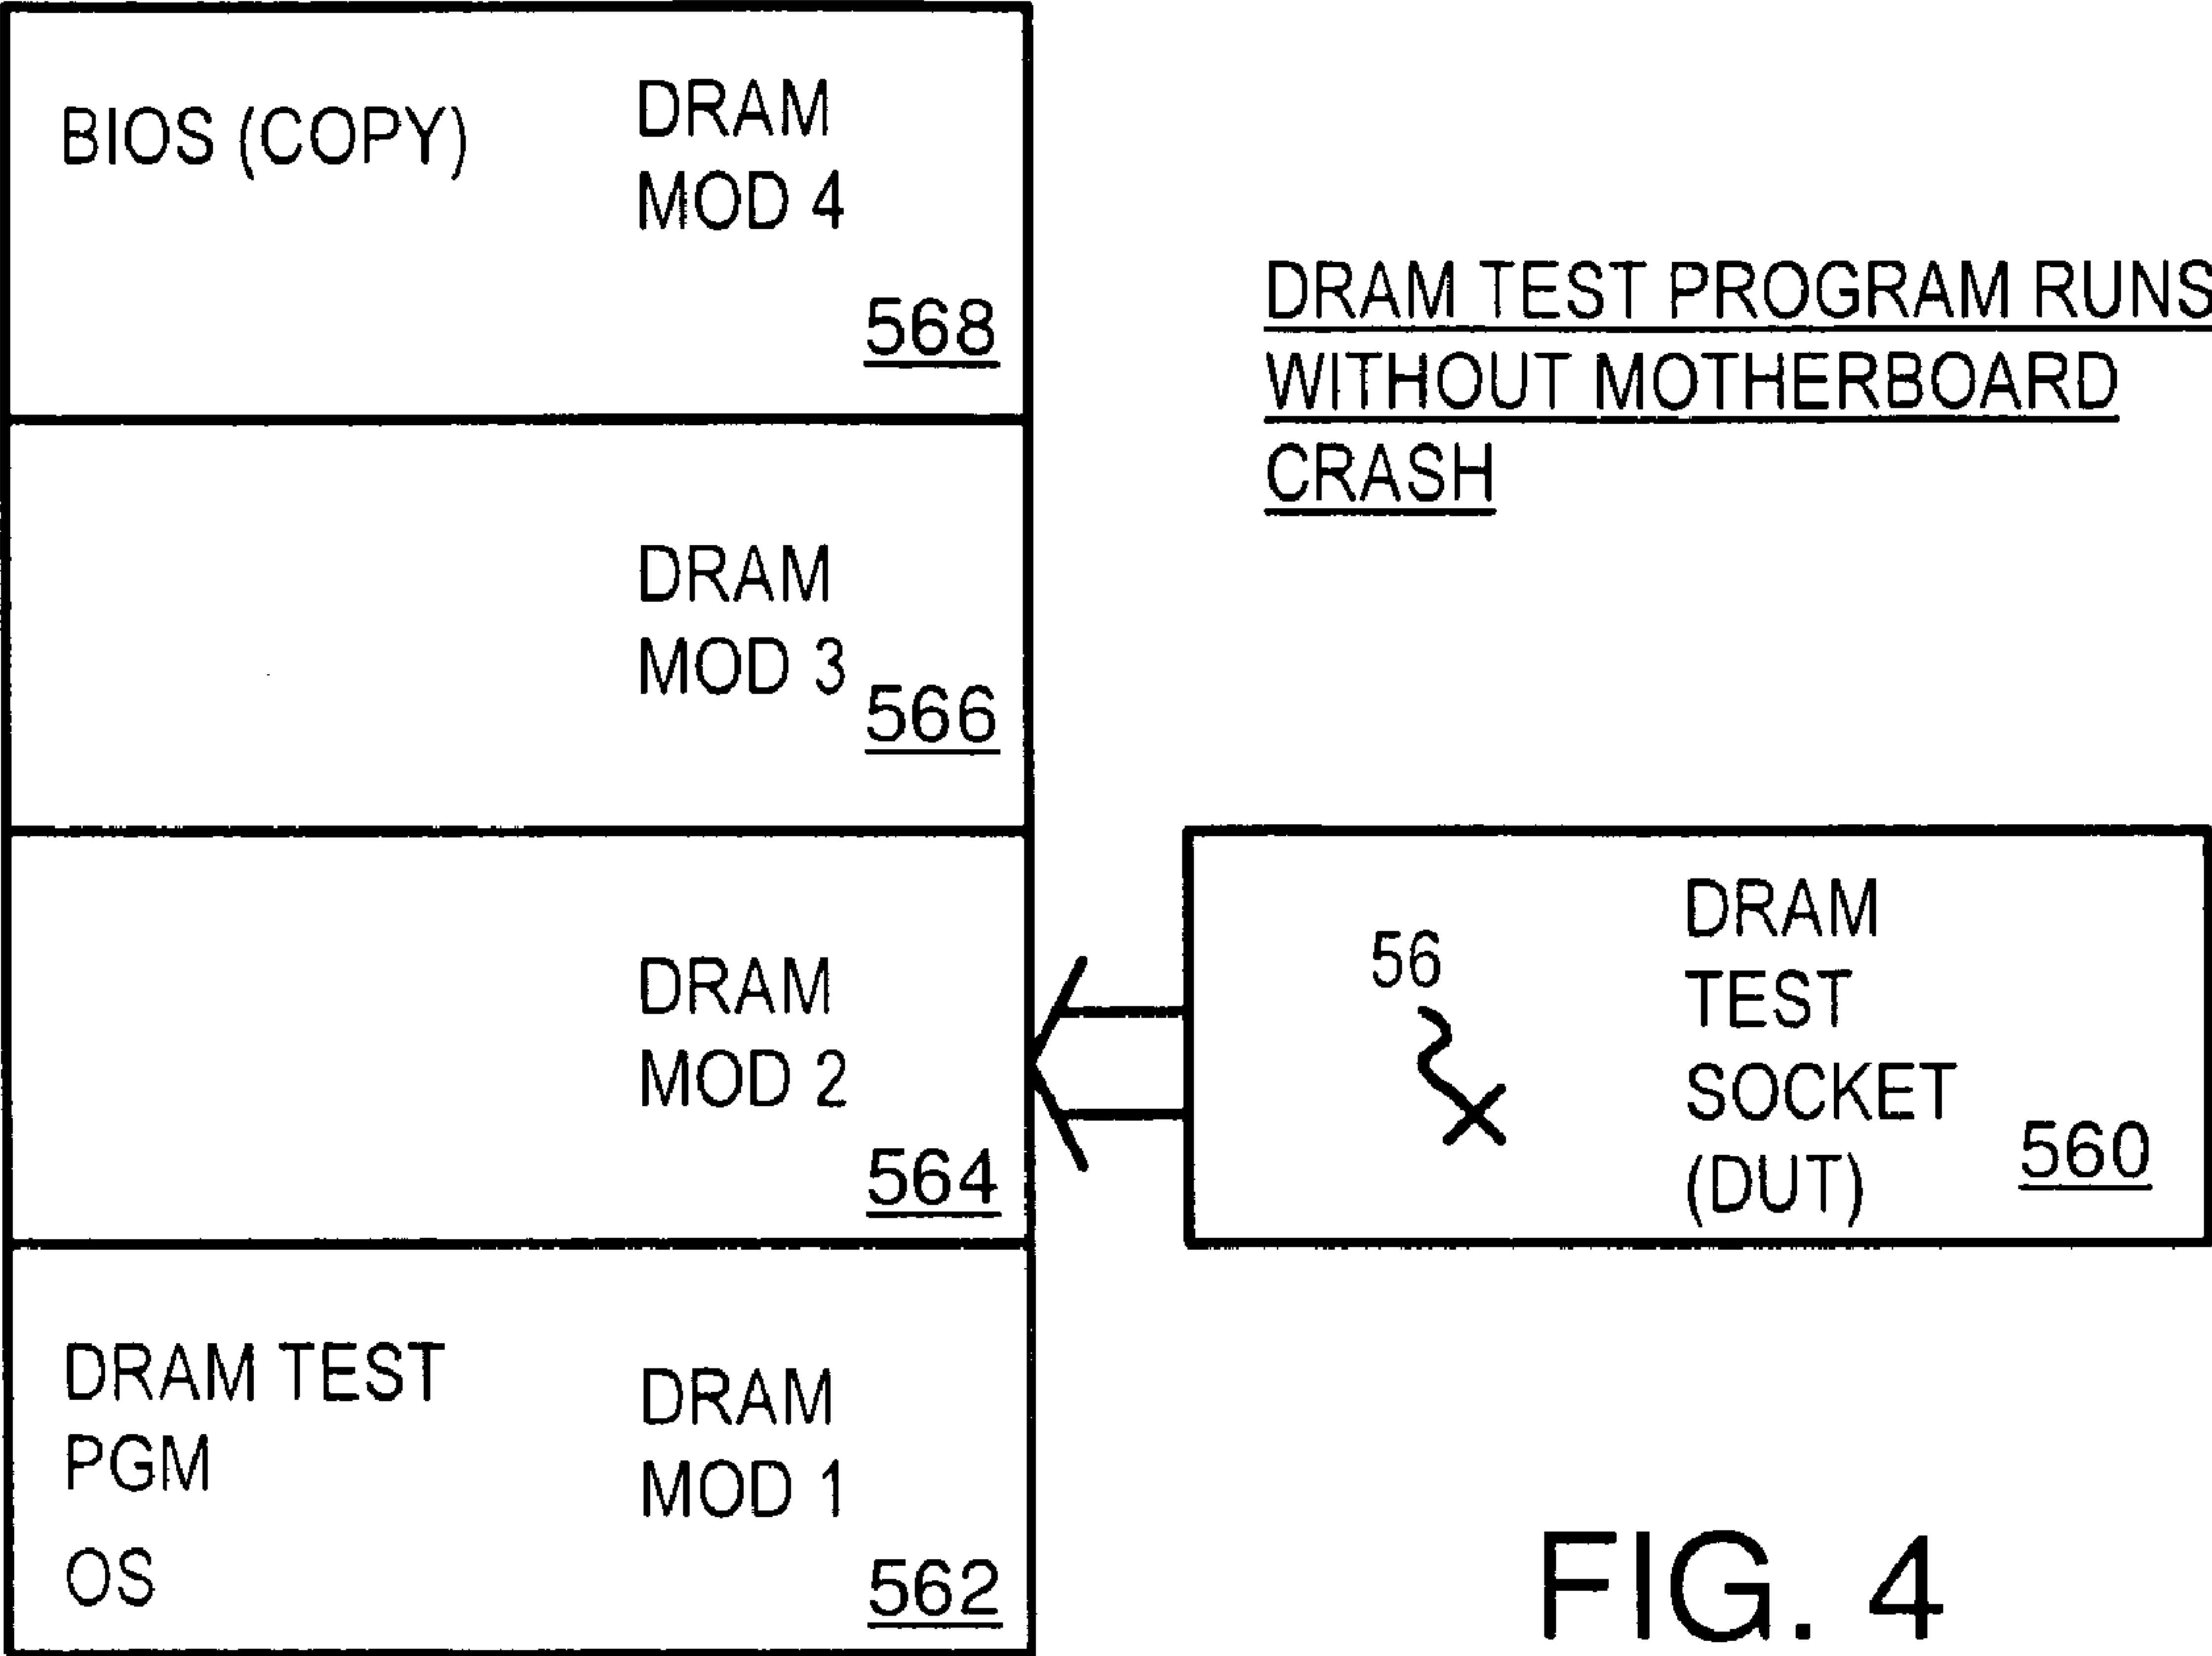 BIOS (COPY)
DRAM
MOD 4
568
DRAM TEST PROGRAM RUNS
WITHOUT MOTHERBOARD
CRASH
DRAM
MOD 3
566
DRAM
MOD 2
564
56
DRAM
TEST
SOCKET
(DUT)
560
DRAM TEST
PGM
OS
DRAM
MOD 1
562
FIG. 4